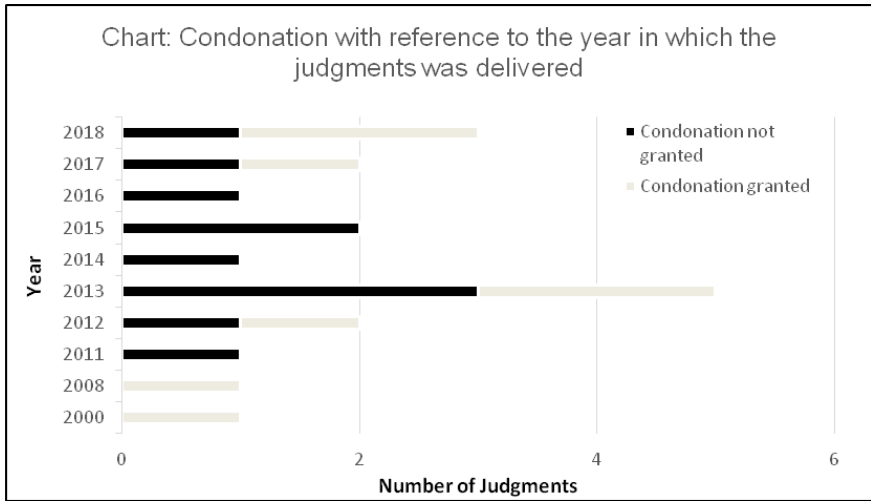 Chart: Condonation with reference to the year in which the
judgments was delivered
Condonation not
granted
Condonation granted
Year
2018
2017
2016
2015
2014
2013
2012
2011
2008
2000
0 2 4 6
Number of Judgments